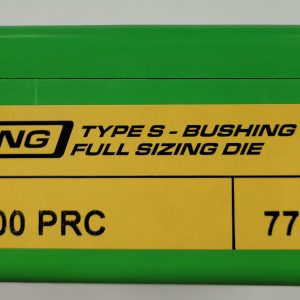 NG TYPE S - BUSHING
FULL SIZING DIE
00 PRC 77